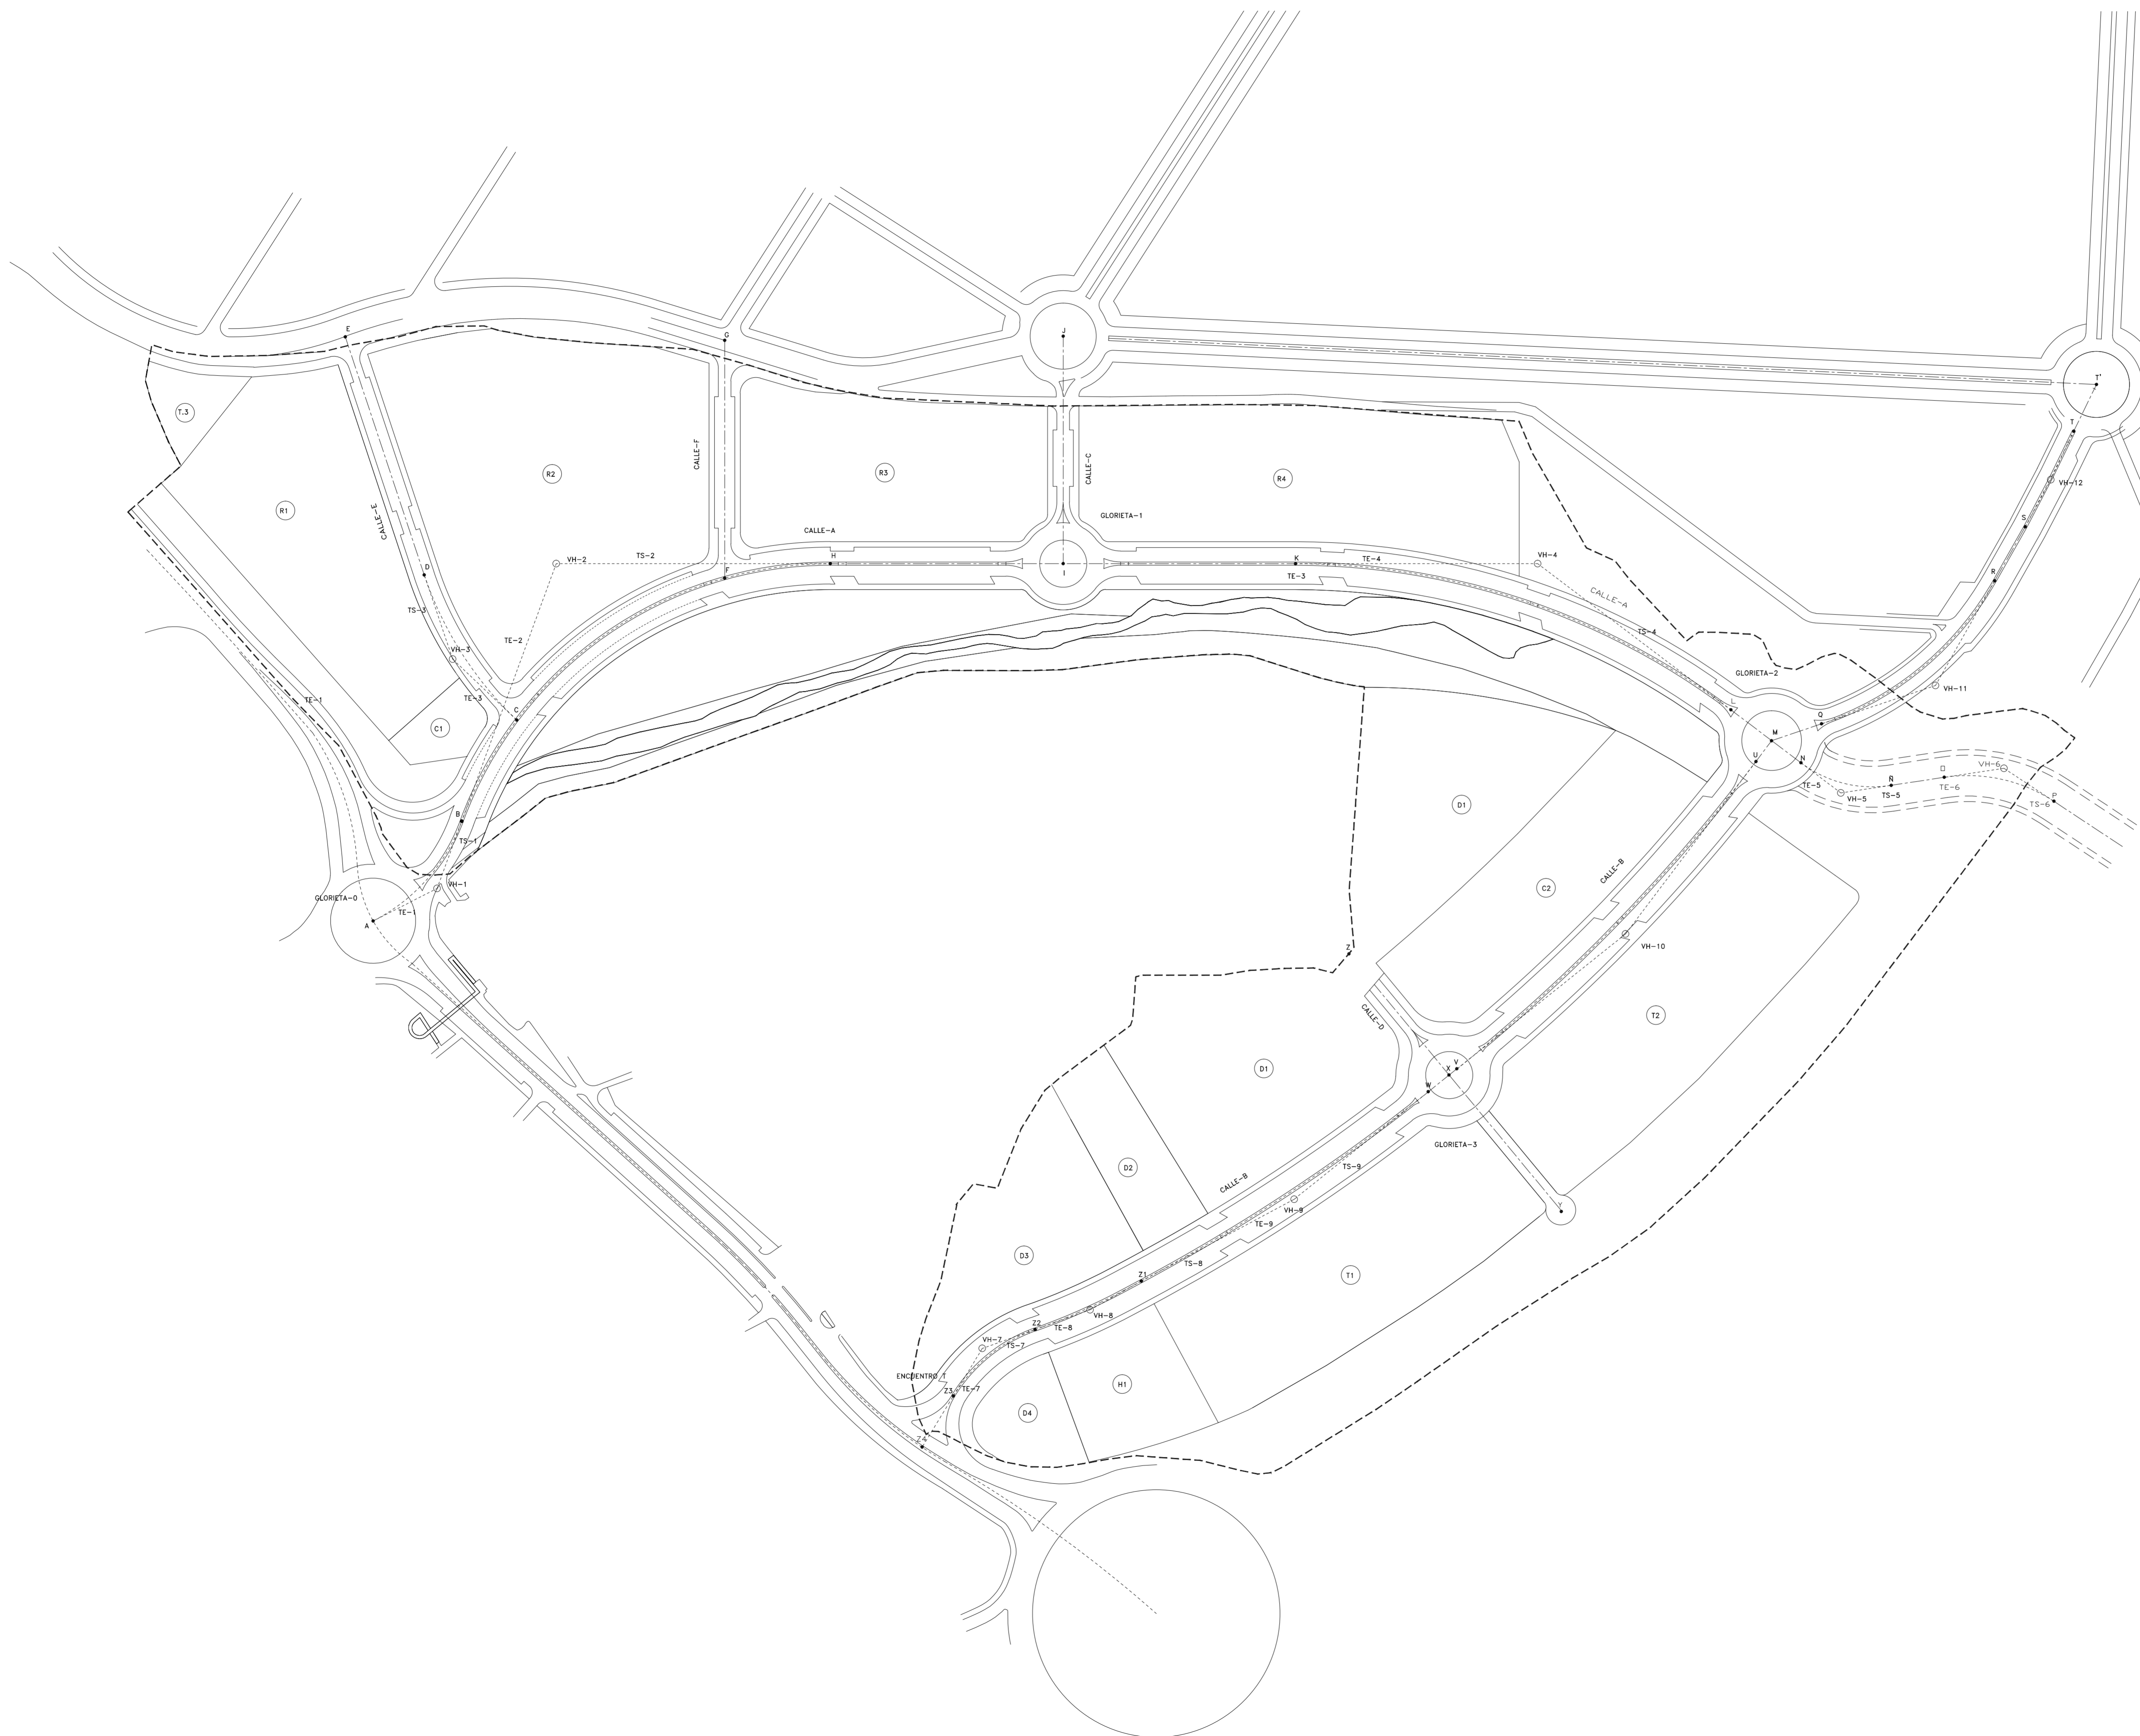 E
G
J
T'
T.3
T
CALLE-F
CALLE-C
R2
R3
R4
VH-12
R1
CALLE-E
CALLE-A
GLORIETA-1
S
H
VH-2
TS-2
K
TE-4
VH-4
D
F
I
TE-3
R
CALLE-A
TS-3
TE-2
TS-4
VH-3
GLORIETA-2
VH-11
TE-1
TE-3
C
L
Q
C1
M
N
U
VH-6
Ñ
TE-5
VH-5
TS-5
TE-6
P
TS-6
D1
B
TS-1
CALLE-B
VH-1
C2
GLORIETA-0
TE-1
A
VH-10
Z
CALLE-D
T2
D1
V
X
W
GLORIETA-3
D2
TS-9
CALLE-B
Y
VH-9
TE-9
D3
TS-8
Z1
T1
VH-8
Z2
TE-8
VH-7
TS-7
ENCUENTRO T
Z3
TE-7
H1
D4
Z4